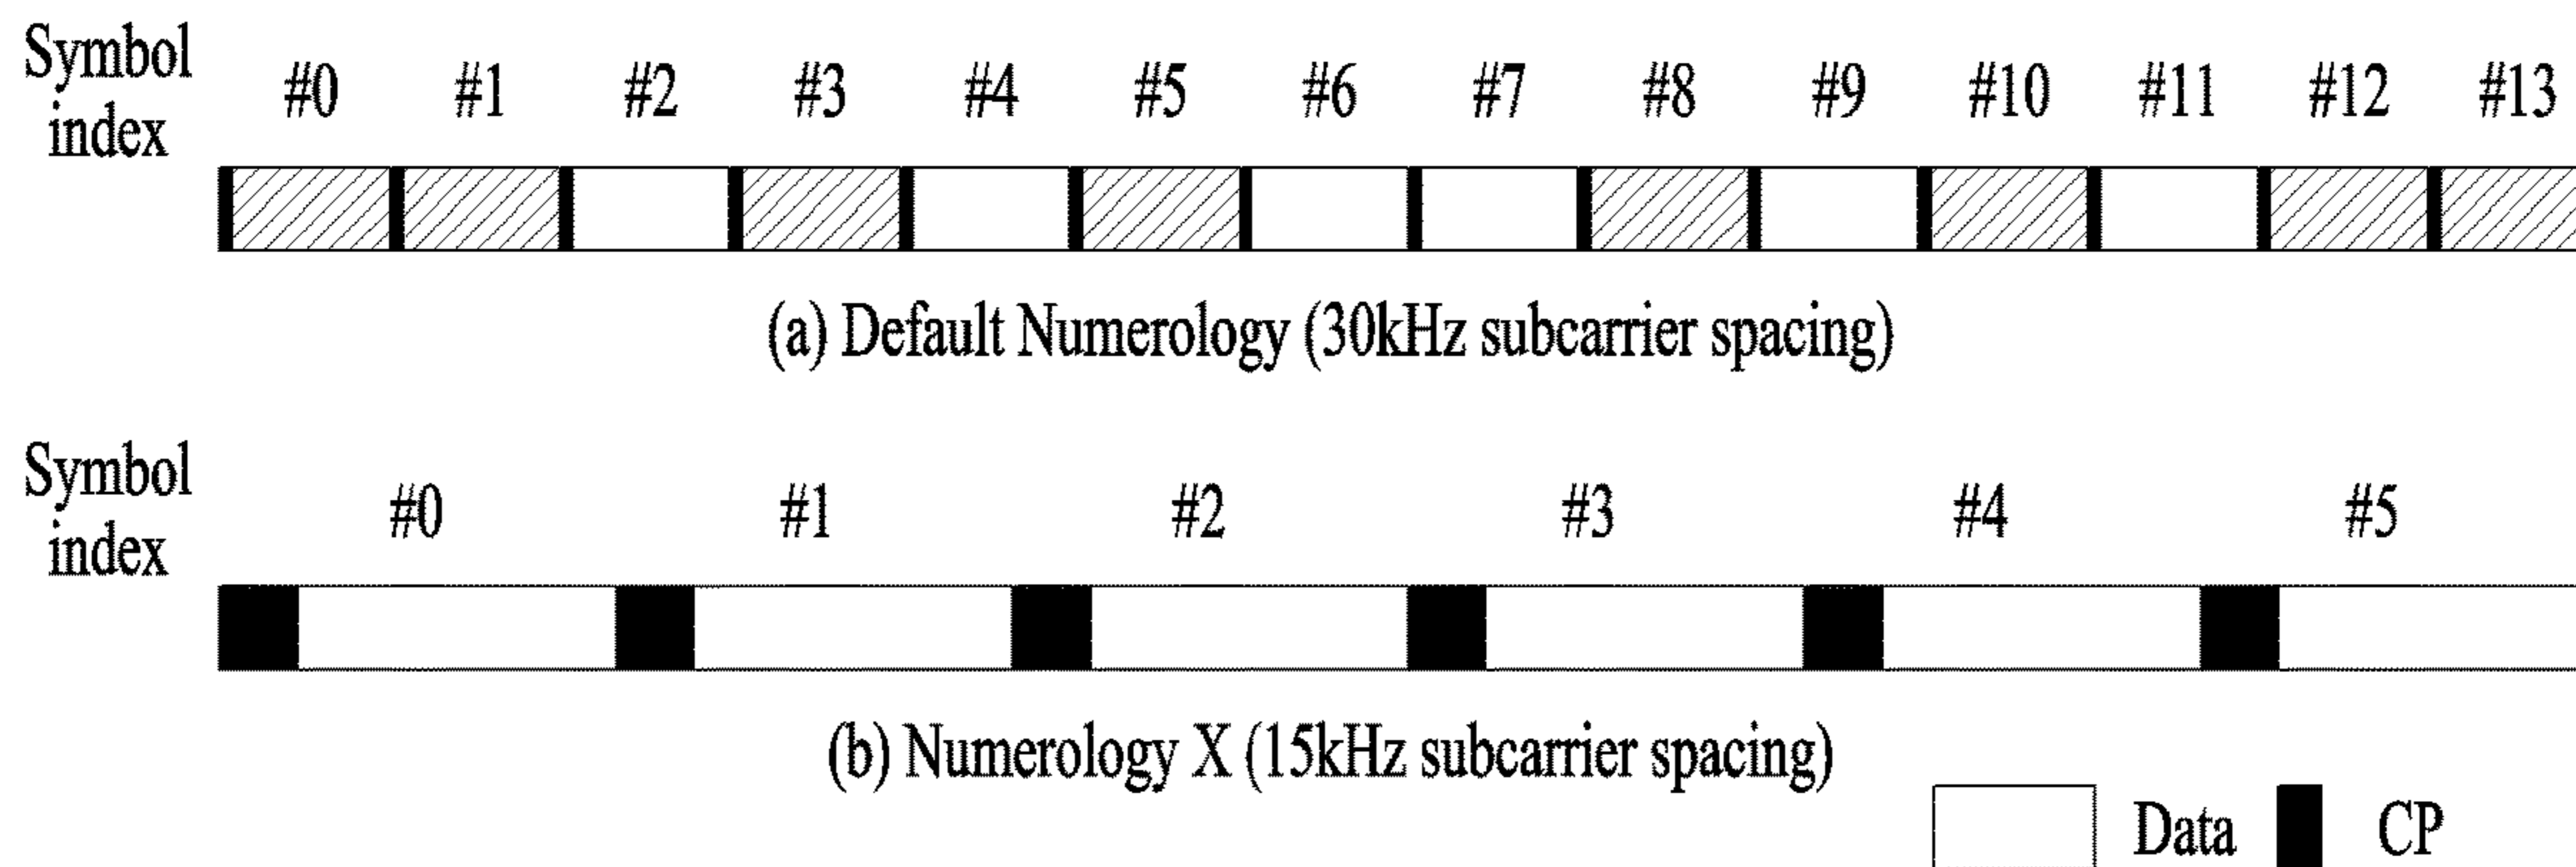 Symbol
index
#0 #1 #2 #3 #4 #5 #6 #7 #8 #9 #10 #11 #12 #13
(a) Default Numerology (30kHz subcarrier spacing)
Symbol
index
#0 #1 #2 #3 #4 #5
(b) Numerology X (15kHz subcarrier spacing)
Data CP